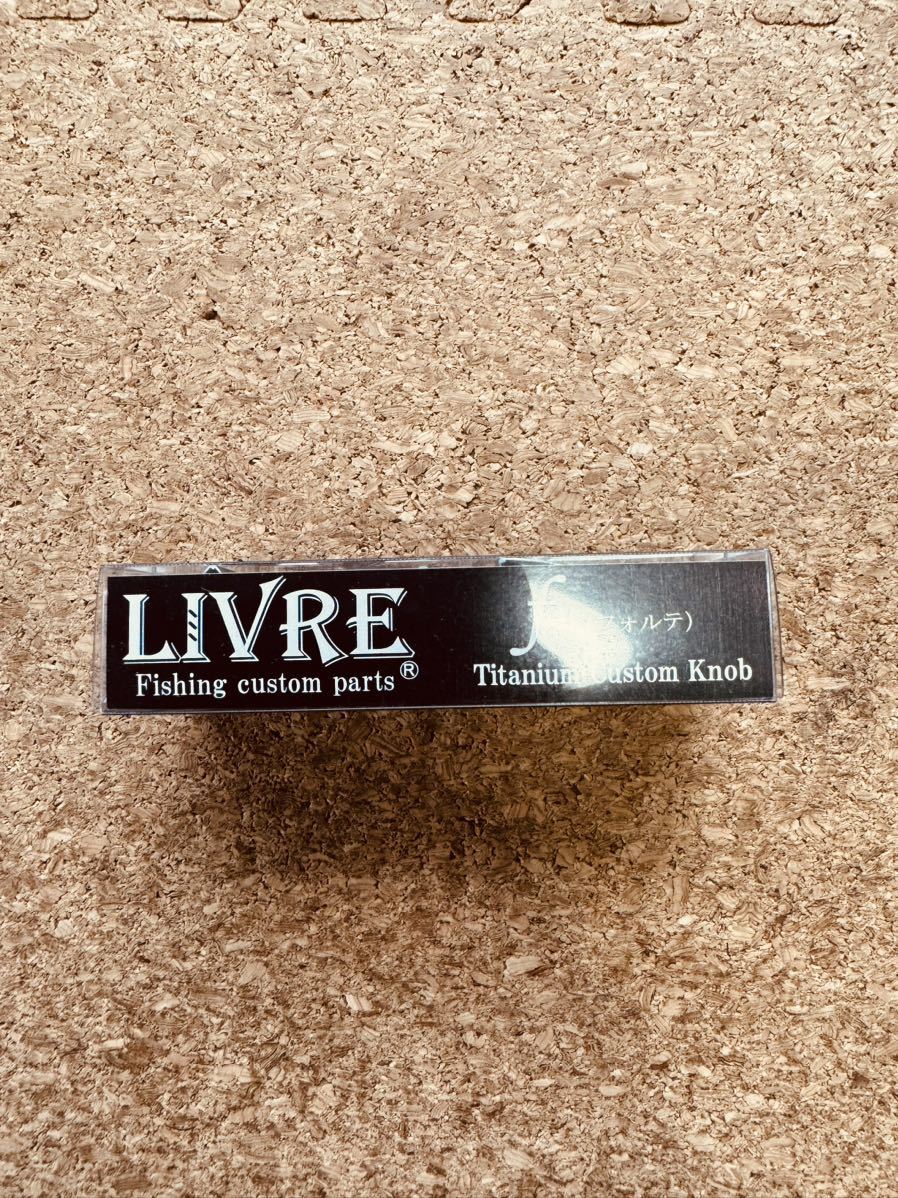 LIVRE
Fishing custom parts®
f
フォルテ)
Titanium Custom Knob